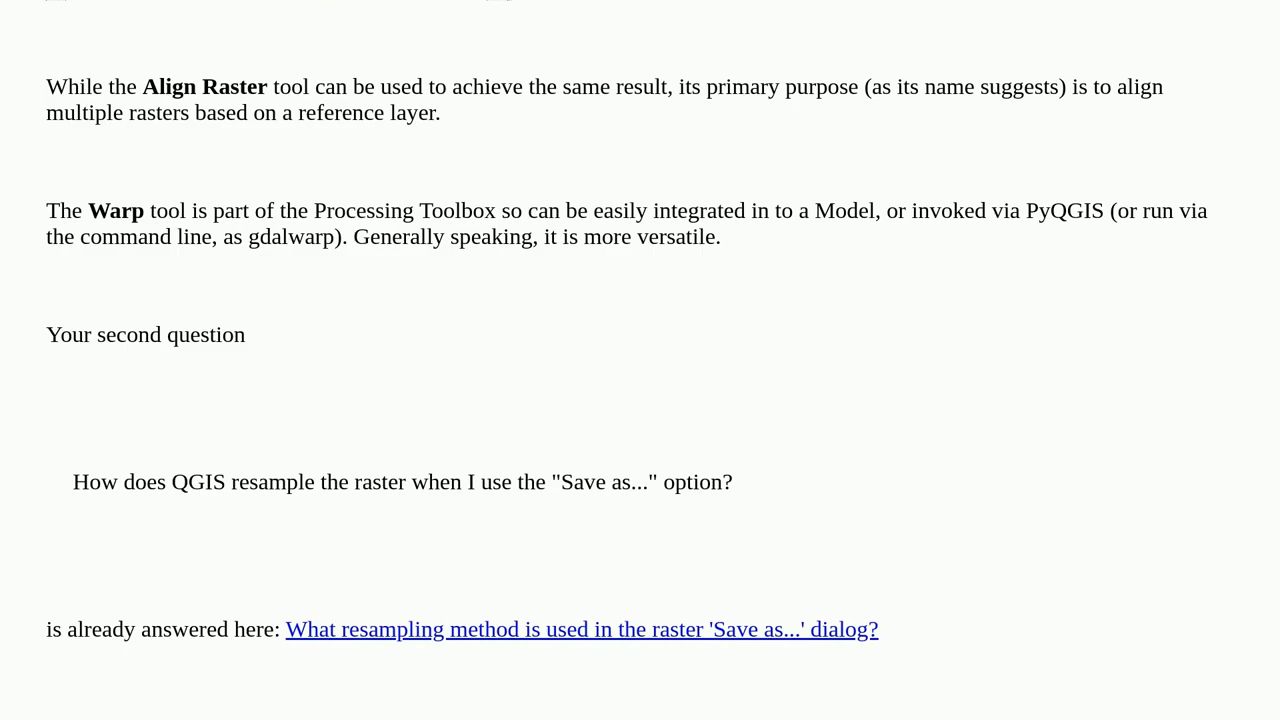 While the Align Raster tool can be used to achieve the same result, its primary purpose (as its name suggests) is to align
multiple rasters based on a reference layer.
The Warp tool is part of the Processing Toolbox so can be easily integrated in to a Model, or invoked via PyQGIS (or run via
the command line, as gdalwarp). Generally speaking, it is more versatile.
Your second question
How does QGIS resample the raster when I use the "Save as..." option?
is already answered here: What resampling method is used in the raster 'Save as...' dialog?